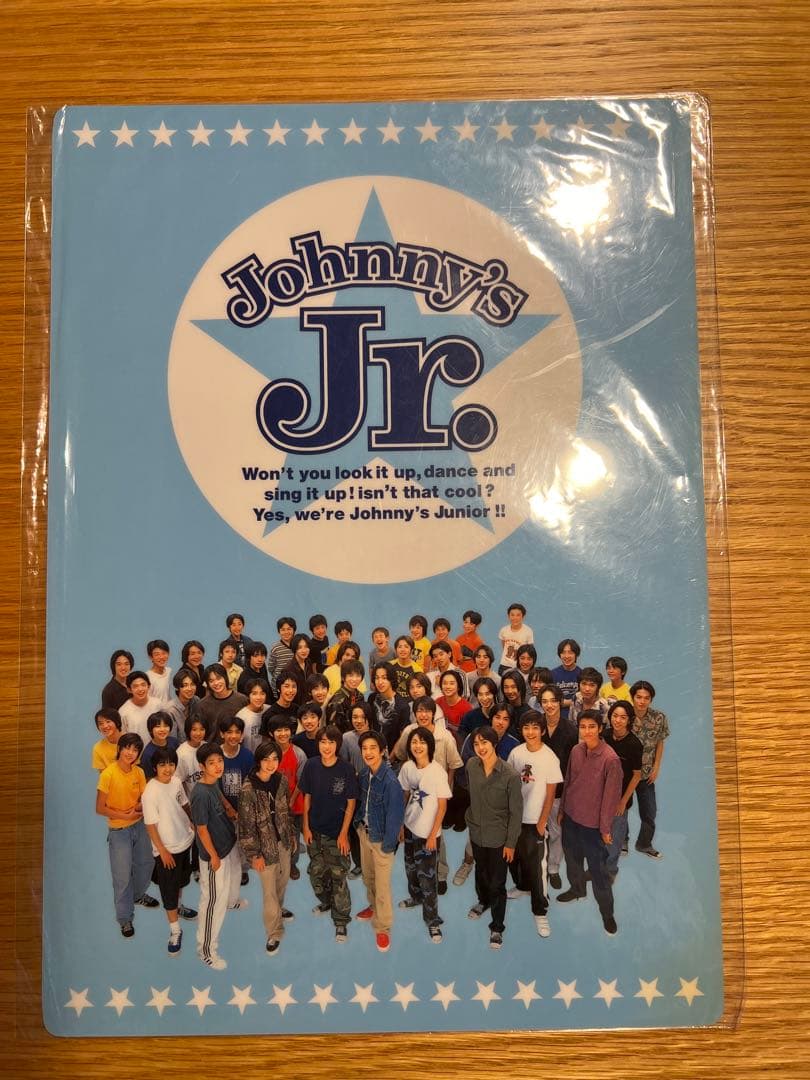 Johnny's
Jr.
Won't you look it up, dance and
sing it up! isn't that cool?
Yes, we're Johnny's Junior!!